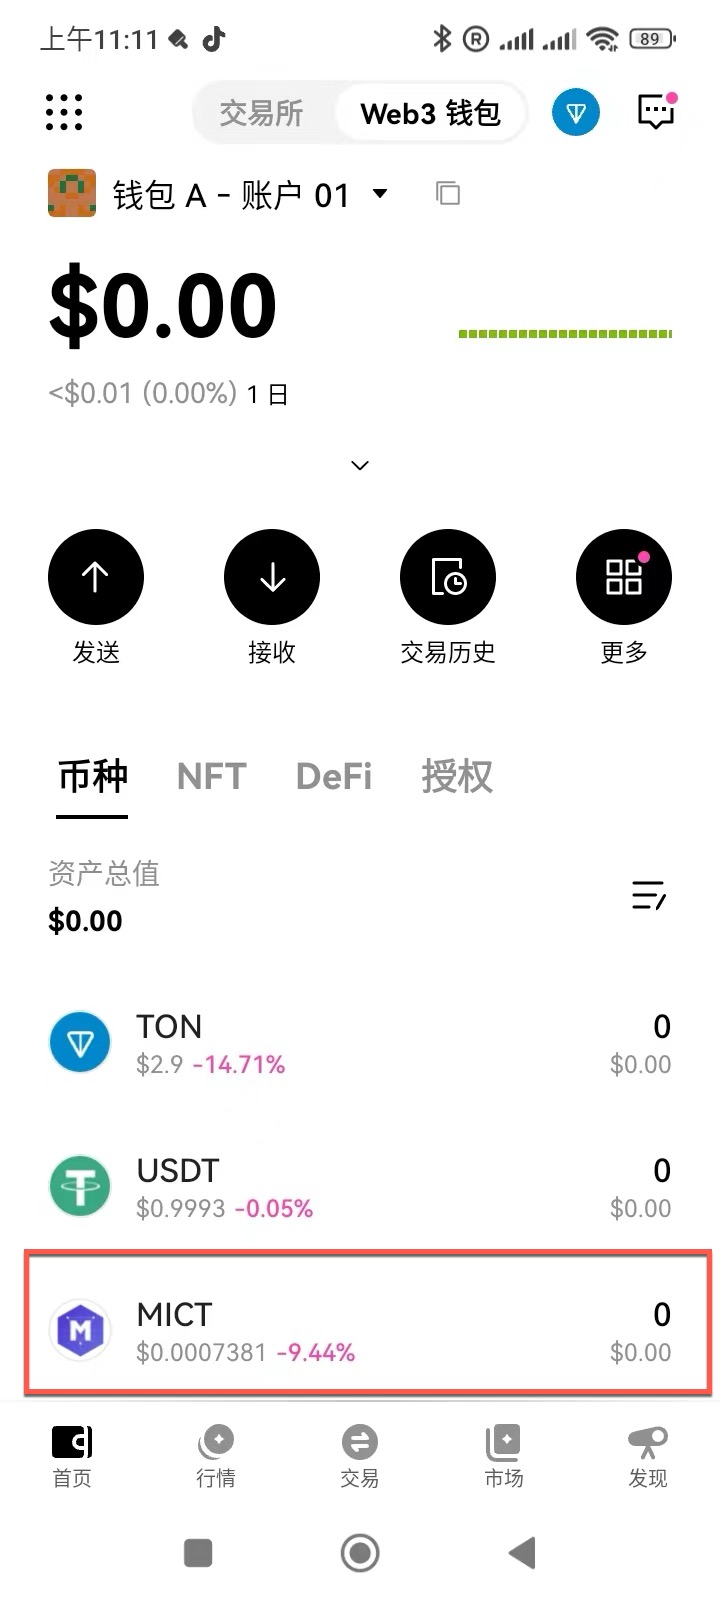 上午11:11
89
交易所
Web3 钱包
钱包 A - 账户 01
$0.00
<$0.01 (0.00%) 1 日
发送
接收
交易历史
更多
币种
NFT
DeFi
授权
资产总值
$0.00
TON
0
$2.9 -14.71%
$0.00
USDT
0
$0.9993 -0.05%
$0.00
MICT
0
$0.0007381 -9.44%
$0.00
首页
行情
交易
市场
发现